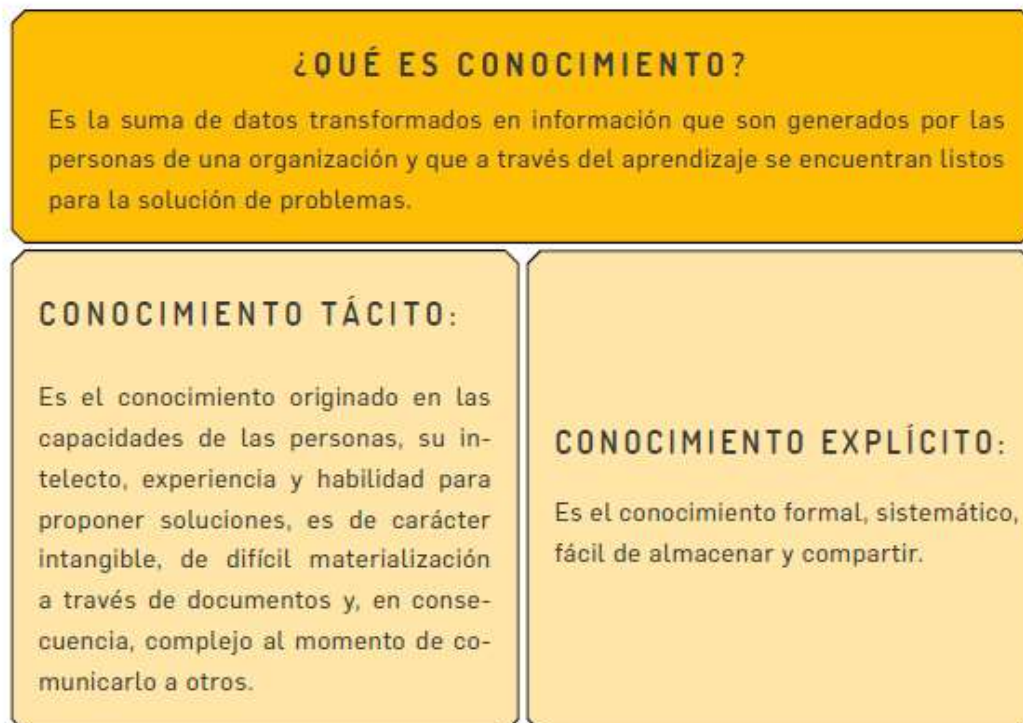 ¿QUÉ ES CONOCIMIENTO?
Es la suma de datos transformados en información que son generados por las
personas de una organización y que a través del aprendizaje se encuentran listos
para la solución de problemas.
CONOCIMIENTO TÁCITO:
Es el conocimiento originado en las
capacidades de las personas, su in-
telecto, experiencia y habilidad para
proponer soluciones, es de carácter
intangible, de difícil materialización
a través de documentos y, en conse-
cuencia, complejo al momento de co-
municarlo a otros.
CONOCIMIENTO EXPLÍCITO:
Es el conocimiento formal, sistemático,
fácil de almacenar y compartir.